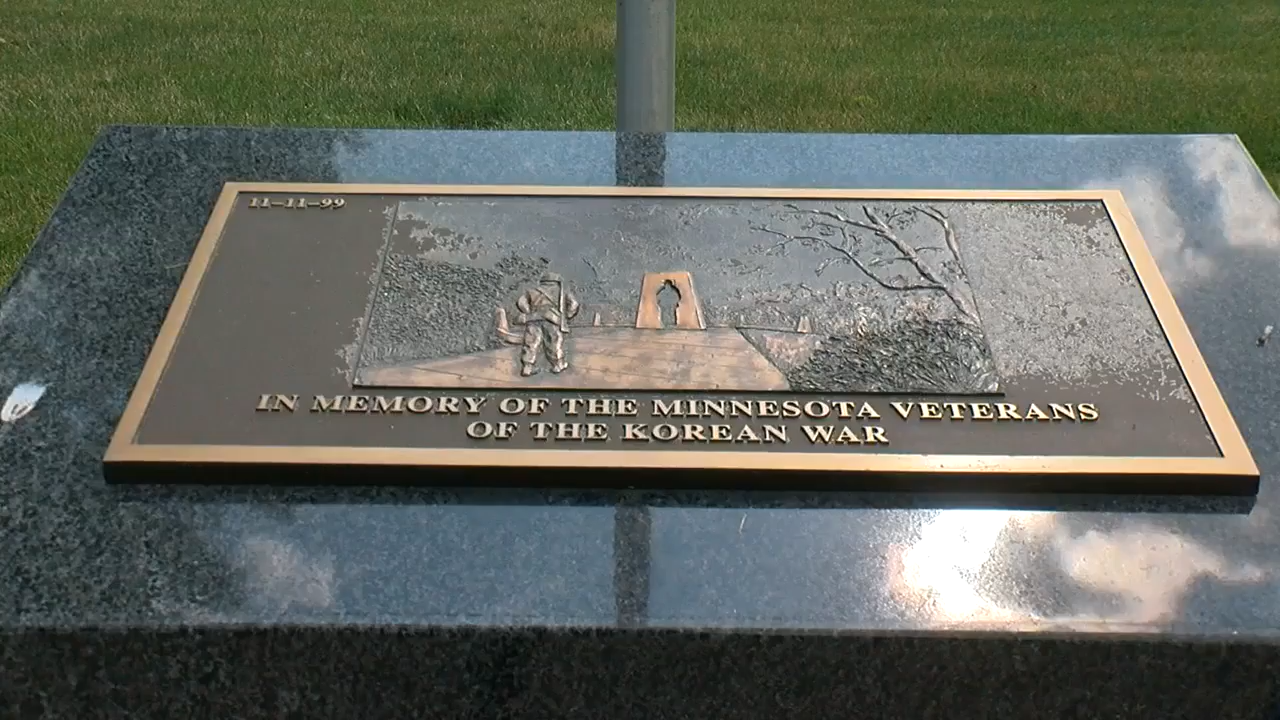 11-11-99
IN MEMORY OF THE MINNESOTA VETERANS
OF THE KOREAN WAR